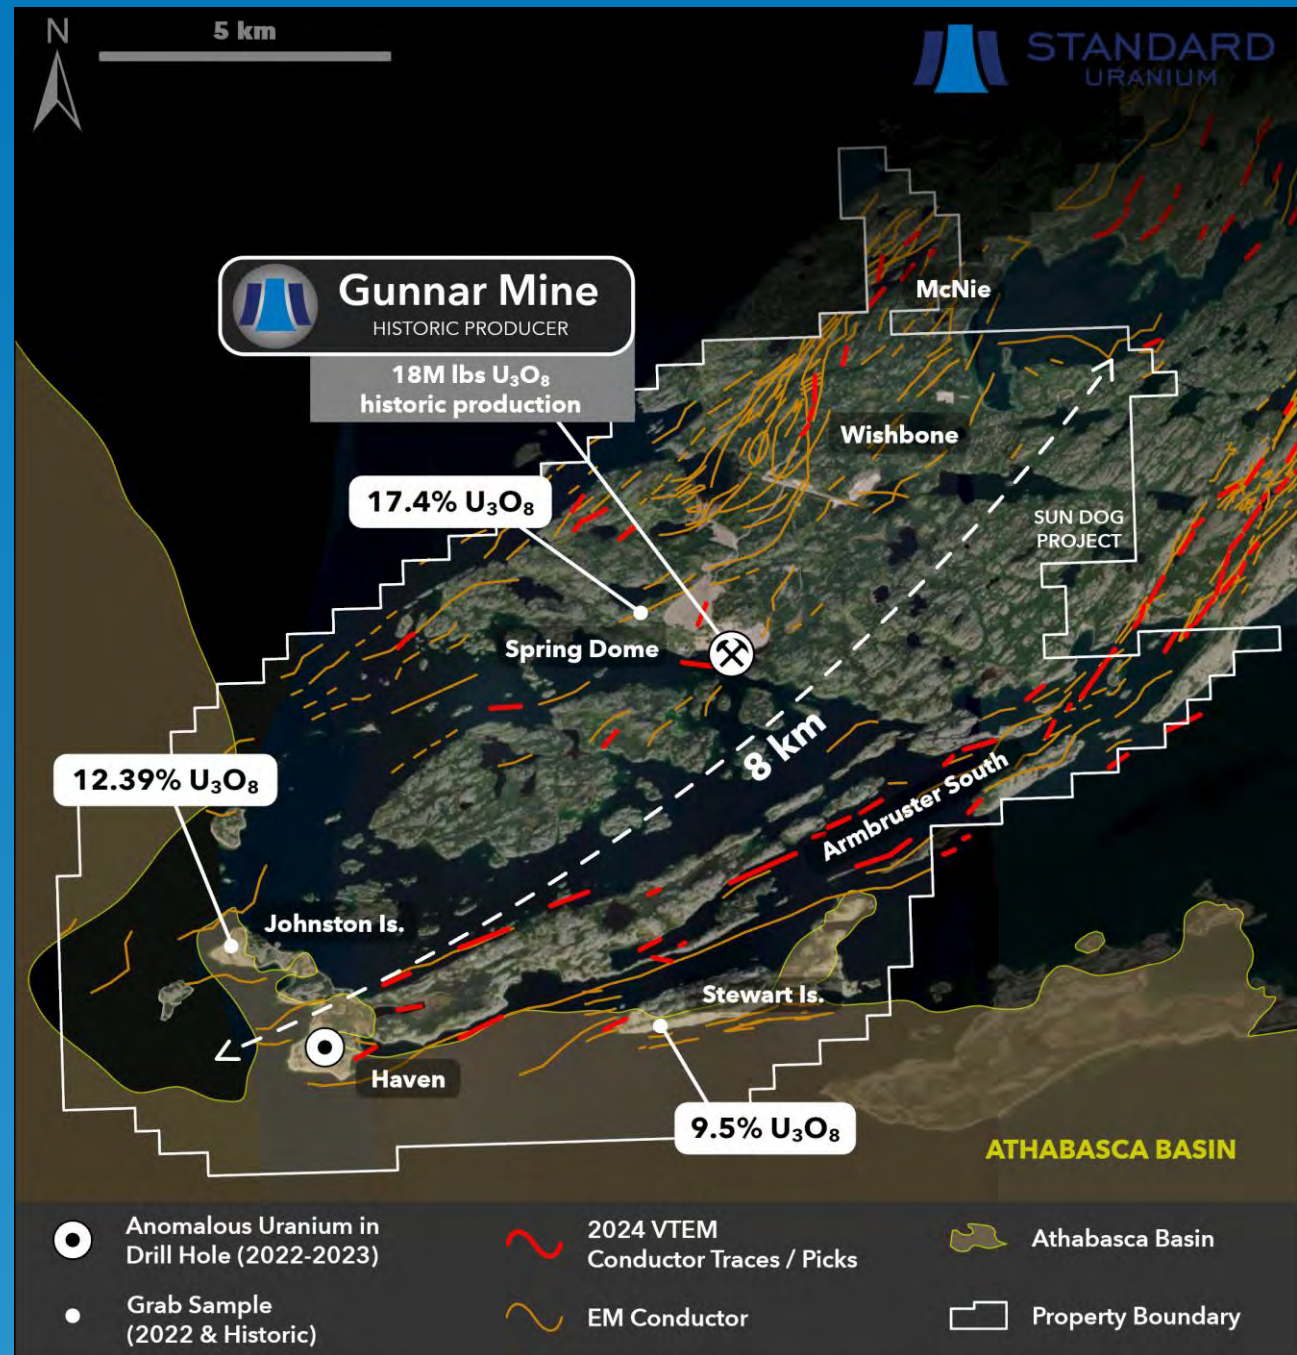 N
5 km
STANDARD
URANIUM
McNie
Gunnar Mine
HISTORIC PRODUCER
18M lbs U₃O₈
historic production
Wishbone
17.4% U₃O₈
SUN DOG
PROJECT
Spring Dome
8 km
12.39% U₃O₈
Armbruster South
Johnston Is.
Stewart Is.
Haven
9.5% U₃O₈
ATHABASCA BASIN
Anomalous Uranium in
Drill Hole (2022-2023)
Grab Sample
(2022 & Historic)
2024 VTEM
Conductor Traces / Picks
EM Conductor
Athabasca Basin
Property Boundary